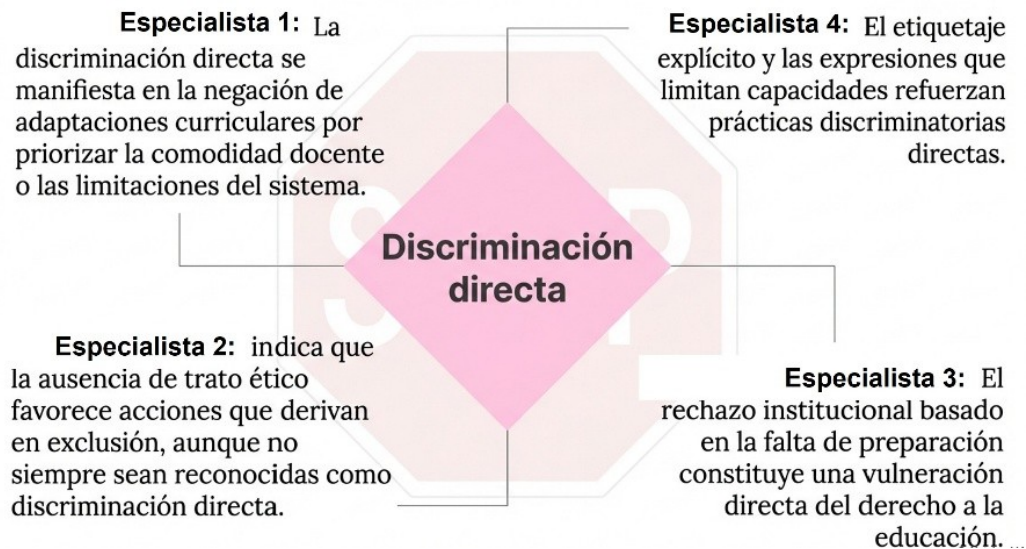 Especialista 1: La
discriminación directa se
manifiesta en la negación de
adaptaciones curriculares por
priorizar la comodidad docente
o las limitaciones del sistema.
Especialista 4: El etiquetaje
explícito y las expresiones que
limitan capacidades refuerzan
prácticas discriminatorias
directas.
Discriminación
directa
Especialista 2: indica que
la ausencia de trato ético
favorece acciones que derivan
en exclusión, aunque no
siempre sean reconocidas como
discriminación directa.
Especialista 3: El
rechazo institucional basado
en la falta de preparación
constituye una vulneración
directa del derecho a la
educación. ...